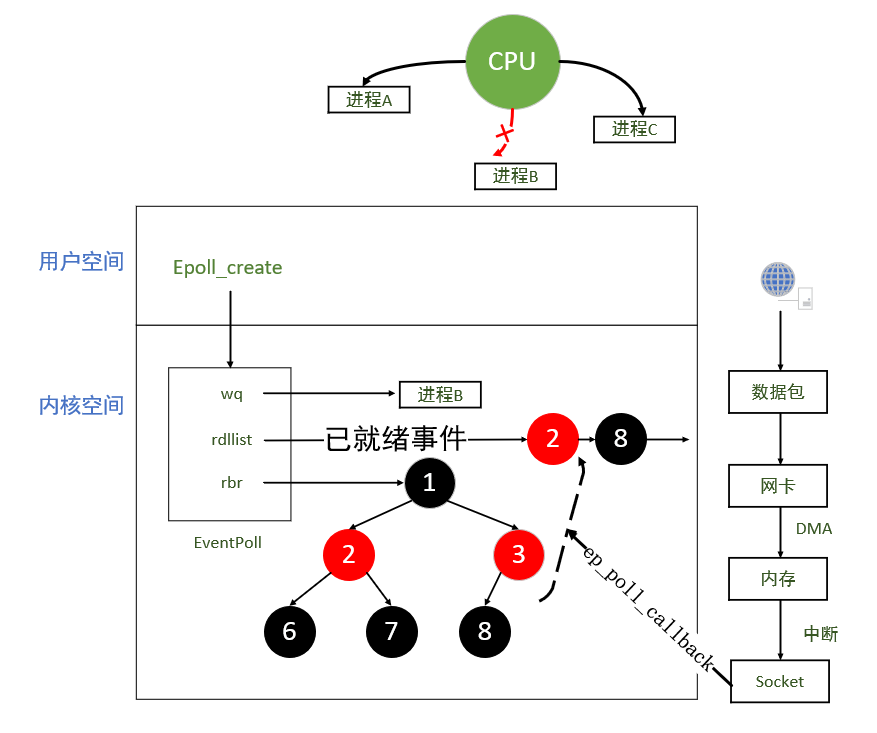 CPU
进程A
进程C
进程B
用户空间
Epoll_create
内核空间
wq
进程B
rdllist
已就绪事件
2
8
rbr
1
EventPoll
2
3
6
7
8
ep_poll_callback
数据包
网卡
DMA
内存
中断
Socket